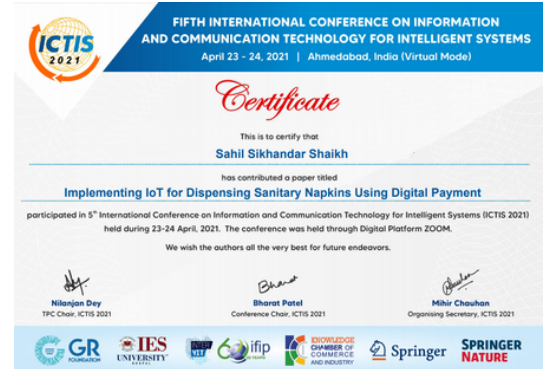 ICTIS
2021
FIFTH INTERNATIONAL CONFERENCE ON INFORMATION
AND COMMUNICATION TECHNOLOGY FOR INTELLIGENT SYSTEMS
April 23 - 24, 2021 | Ahmedabad, India (Virtual Mode)
Certificate
This is to certify that
Sahil Sikhandar Shaikh
has contributed a paper titled
Implementing IoT for Dispensing Sanitary Napkins Using Digital Payment
participated in 5th International Conference on Information and Communication Technology for Intelligent Systems (ICTIS 2021)
held during 23-24 April, 2021. The conference was held through Digital Platform ZOOM.
We wish the authors all the very best for future endeavors.
Bharat
Nilanjan Dey
Bharat Patel
Mihir Chauhan
TPC Chair, ICTIS 2021
Conference Chair, ICTIS 2021
Organising Secretary, ICTIS 2021
GR
FOUNDATION
IES
UNIVERSITY
BHOPAL
VIT
60 ifip
KNOWLEDGE
CHAMBER OF
COMMERCE
AND INDUSTRY
Springer
SPRINGER
NATURE